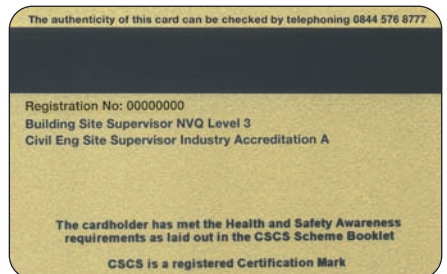 The authenticity of this card can be checked by telephoning 0844 576 8777
Registration No: 00000000
Building Site Supervisor NVQ Level 3
Civil Eng Site Supervisor Industry Accreditation A
The cardholder has met the Health and Safety Awareness
requirements as laid out in the CSCS Scheme Booklet
CSCS is a registered Certification Mark